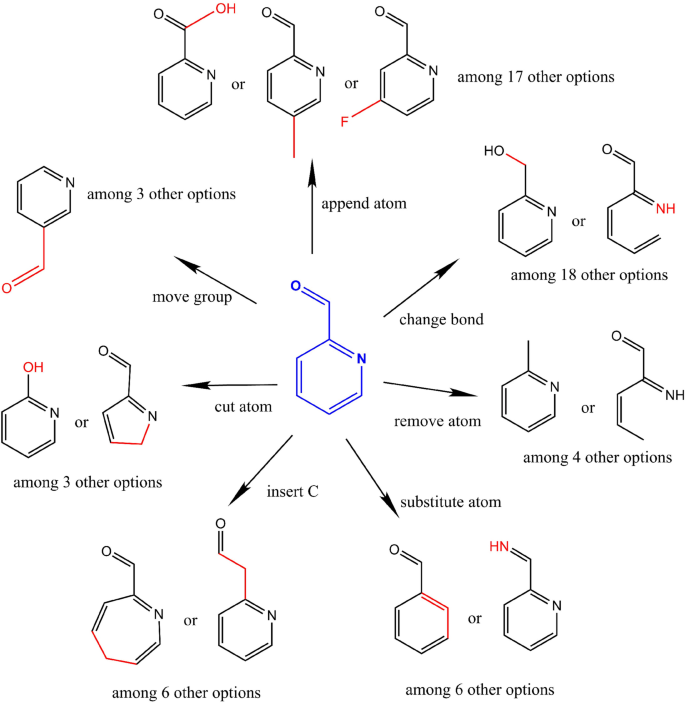 O
OH
N
or
O
N
or
O
N
F
among 17 other options
N
O
among 3 other options
append atom
HO
N
or
O
NH
among 18 other options
move group
O
N
change bond
OH
N
or
O
N
among 3 other options
cut atom
remove atom
N
or
O
NH
among 4 other options
insert C
substitute atom
O
N
or
O
N
among 6 other options
O
or
HN
N
among 6 other options